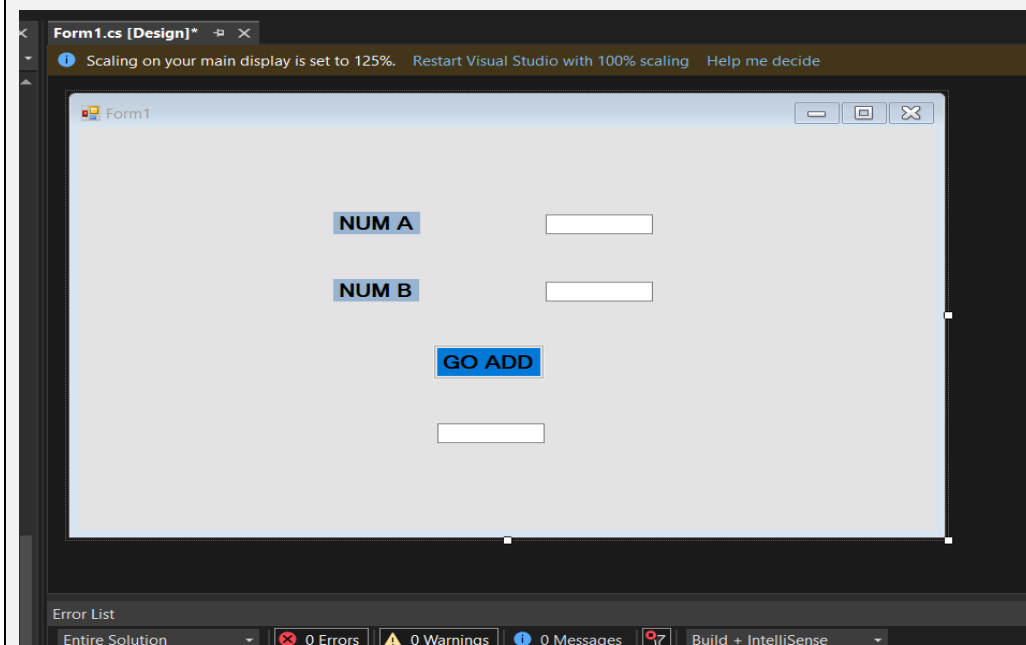 Form1.cs [Design]*
Scaling on your main display is set to 125%. Restart Visual Studio with 100% scaling Help me decide
Form1
NUM A
NUM B
GO ADD
Error List
Entire Solution 0 Errors 0 Warnings 0 Messages Build + IntelliSense